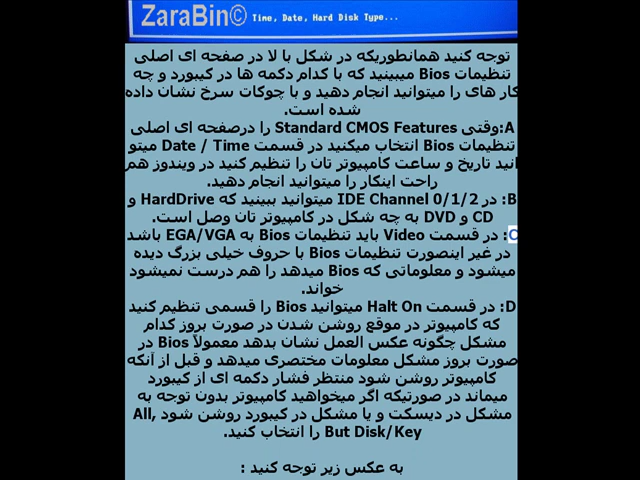 ZaraBin© Time, Date, Hard Disk Type...
توجه کنید همانطوریکه در شکل با لا در صفحه ای اصلی
تنظیمات Bios میبینید که با کدام دکمه ها در کیبورد و چه
کار های را میتوانید انجام دهید و با چوکات سرخ نشان داده
شده است.
A:وقتی Standard CMOS Features را درصفحه ای اصلی
تنظیمات Bios انتخاب میکنید در قسمت Date / Time میتو
انید تاریخ و ساعت کامپیوتر تان را تنظیم کنید در ویندوز هم
راحت اینکار را میتوانید انجام دهید.
B: در IDE Channel 0/1/2 میتوانید ببینید که HardDrive و
CD و DVD به چه شکل در کامپیوتر تان وصل است.
C: در قسمت Video باید تنظیمات Bios به EGA/VGA باشد
در غیر اینصورت تنظیمات Bios با حروف خیلی بزرگ دیده
میشود و معلوماتی که Bios میدهد را هم درست نمیشود
خواند.
D: در قسمت Halt On میتوانید Bios را قسمی تنظیم کنید
که کامپیوتر در موقع روشن شدن در صورت بروز کدام
مشکل چگونه عکس العمل نشان بدهد معمولاً Bios در
صورت بروز مشکل معلومات مختصری میدهد و قبل از آنکه
کامپیوتر روشن شود منتظر فشار دکمه ای از کیبورد
میماند در صورتیکه اگر میخواهید کامپیوتر بدون توجه به
مشکل در دیسکت و یا مشکل در کیبورد روشن شود All,
But Disk/Key را انتخاب کنید.
به عکس زیر توجه کنید :